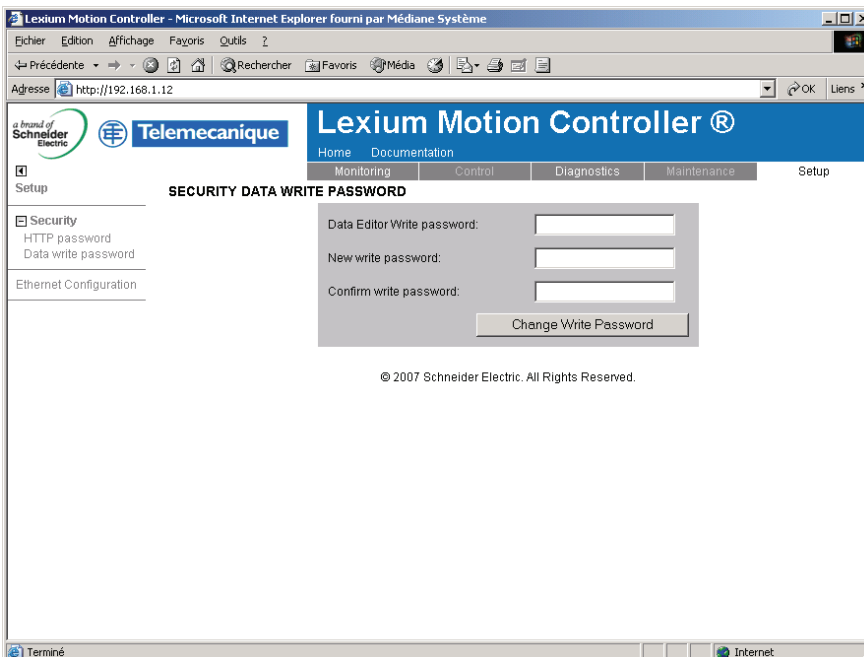 Lexium Motion Controller - Microsoft Internet Explorer fourni par Médiane Système
Eichier Edition Affichage Favoris Outils ?
Précédente Rechercher Favoris Média
Adresse http://192.168.1.12 OK Liens
a brand of
Schneider
Electric
Telemecanique
Lexium Motion Controller ®
Home Documentation
Monitoring Control Diagnostics Maintenance Setup
Setup
SECURITY DATA WRITE PASSWORD
Security
HTTP password
Data write password
Ethernet Configuration
Data Editor Write password:
New write password:
Confirm write password:
Change Write Password
© 2007 Schneider Electric. All Rights Reserved.
Terminé Internet